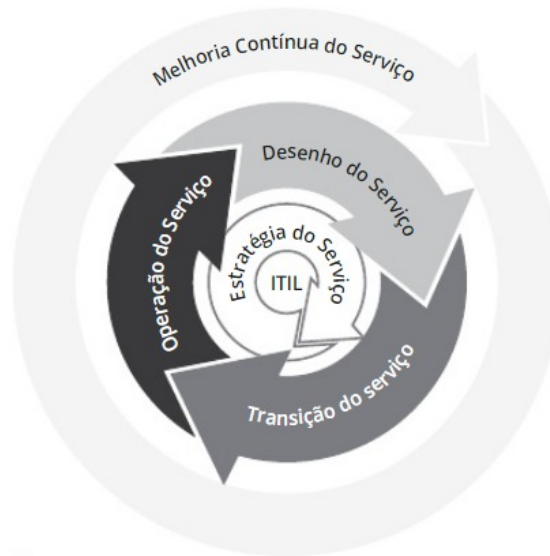 Melhoria Contínua do Serviço
Desenho do Serviço
Operação do Serviço
Estratégia do Serviço
ITIL
Transição do serviço